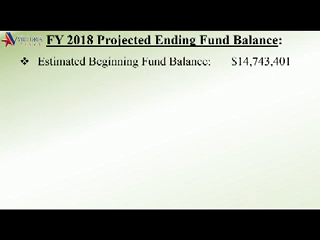 FY 2018 Projected Ending Fund Balance:
❖ Estimated Beginning Fund Balance: $14,743,401